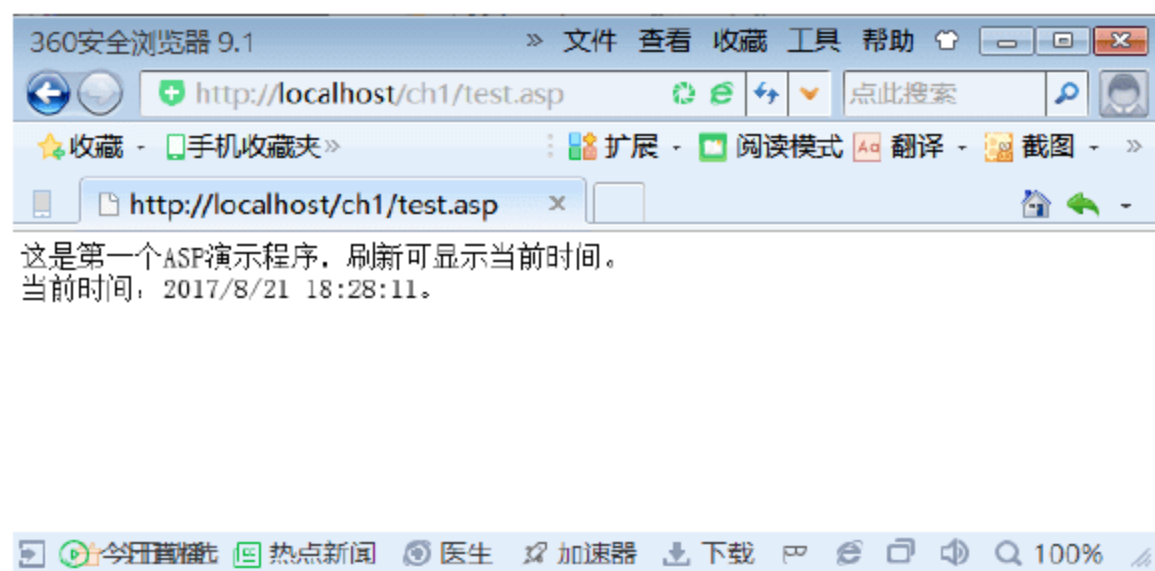 360安全浏览器 9.1 » 文件 查看 收藏 工具 帮助
http://localhost/ch1/test.asp 点此搜索
收藏 手机收藏夹» 扩展 阅读模式 Aa 翻译 截图 »
http://localhost/ch1/test.asp ×
这是第一个ASP演示程序，刷新可显示当前时间。
当前时间：2017/8/21 18:28:11。
热点新闻 医生 加速器 下载 100%